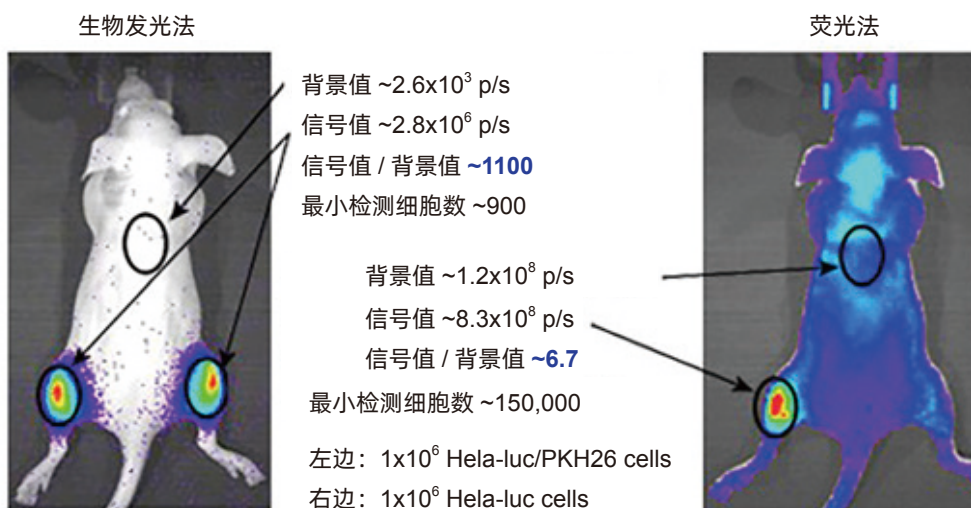 生物发光法
荧光法
背景值 ~2.6x10³ p/s
信号值 ~2.8x10⁶ p/s
信号值 / 背景值 ~1100
最小检测细胞数 ~900
背景值 ~1.2x10⁸ p/s
信号值 ~8.3x10⁸ p/s
信号值 / 背景值 ~6.7
最小检测细胞数 ~150,000
左边：1x10⁶ Hela-luc/PKH26 cells
右边：1x10⁶ Hela-luc cells